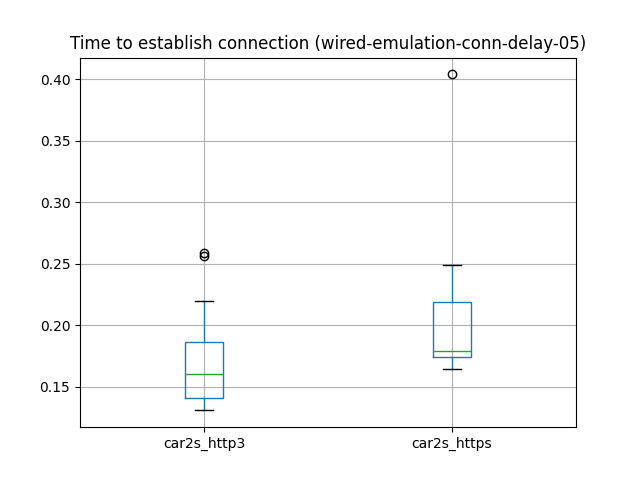 Time to establish connection (wired-emulation-conn-delay-05)
0.40
0.35
0.30
0.25
0.20
0.15
car2s_http3
car2s_https